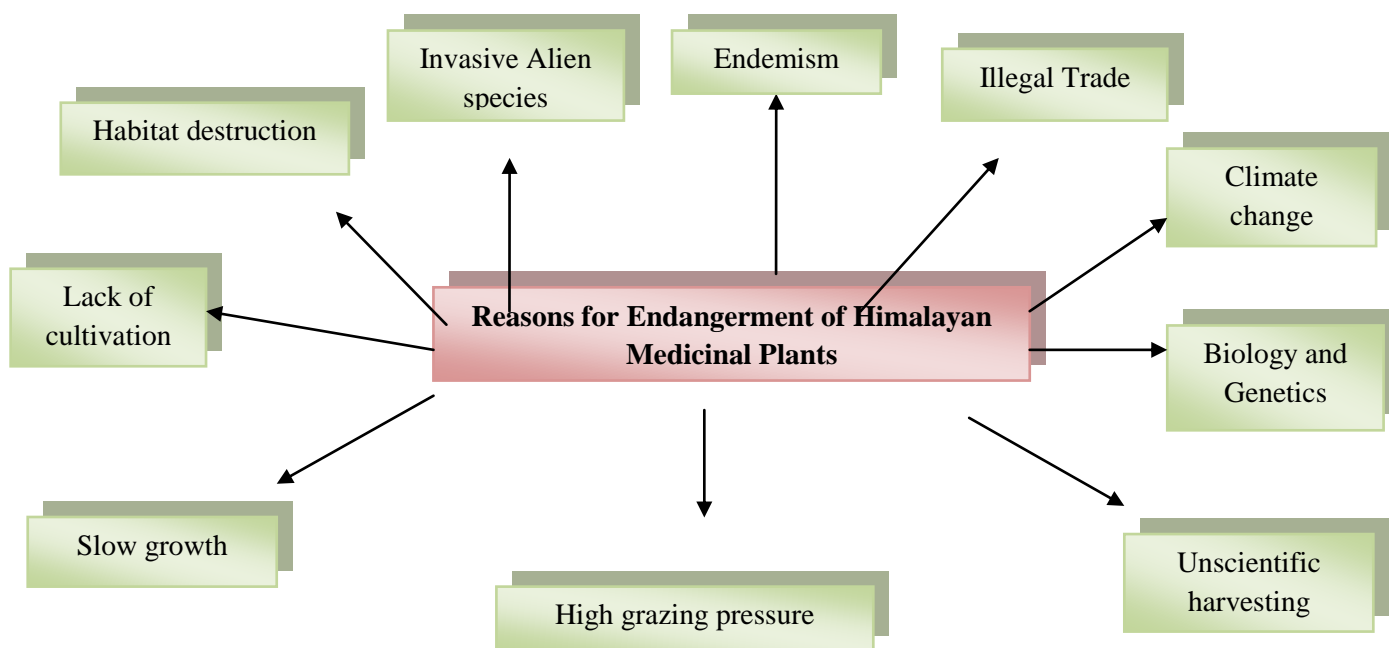 Invasive Alien
species
Endemism
Illegal Trade
Habitat destruction
Climate
change
Lack of
cultivation
Reasons for Endangerment of Himalayan
Medicinal Plants
Biology and
Genetics
Slow growth
High grazing pressure
Unscientific
harvesting